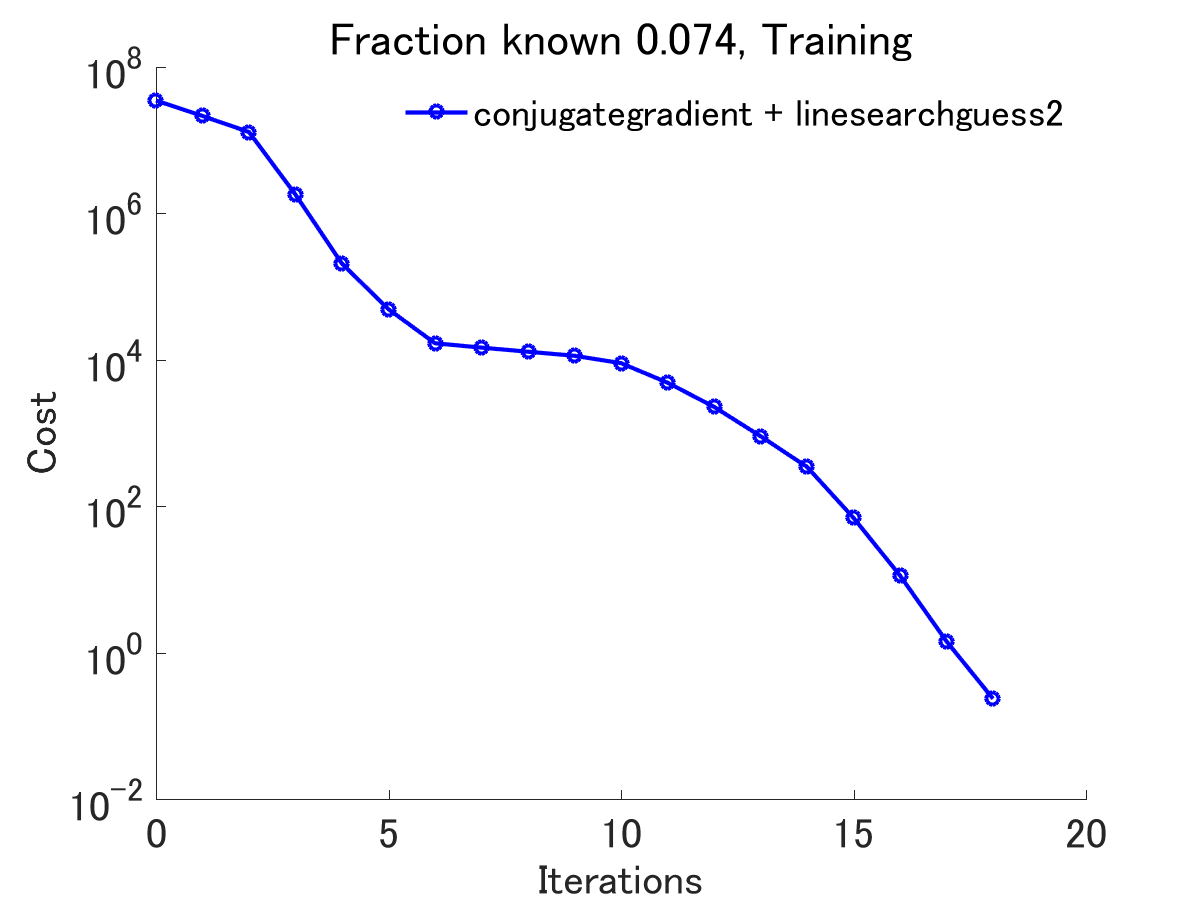 Fraction known 0.074, Training
conjugategradient + linesearchguess2
10^8
10^6
10^4
10^2
10^0
10^−2
Cost
0 5 10 15 20
Iterations